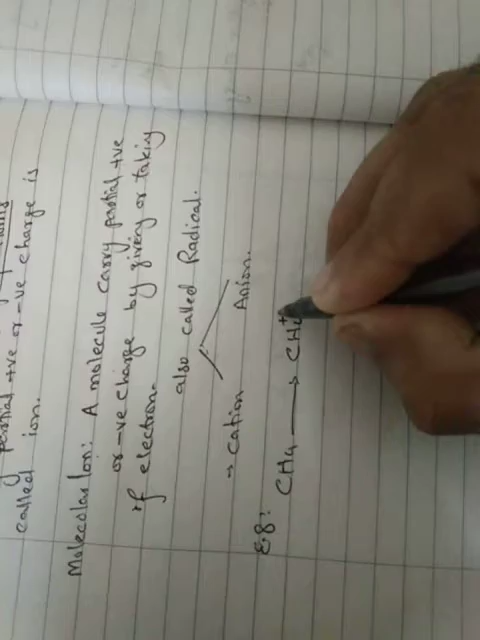 partial +ve or -ve charge is
called ion.
Molecular Ion: A molecule carry partial +ve
or -ve charge by giving or taking
of electron.
also called Radical.
→ cation Anion.
Eg: CH4 → CH4+